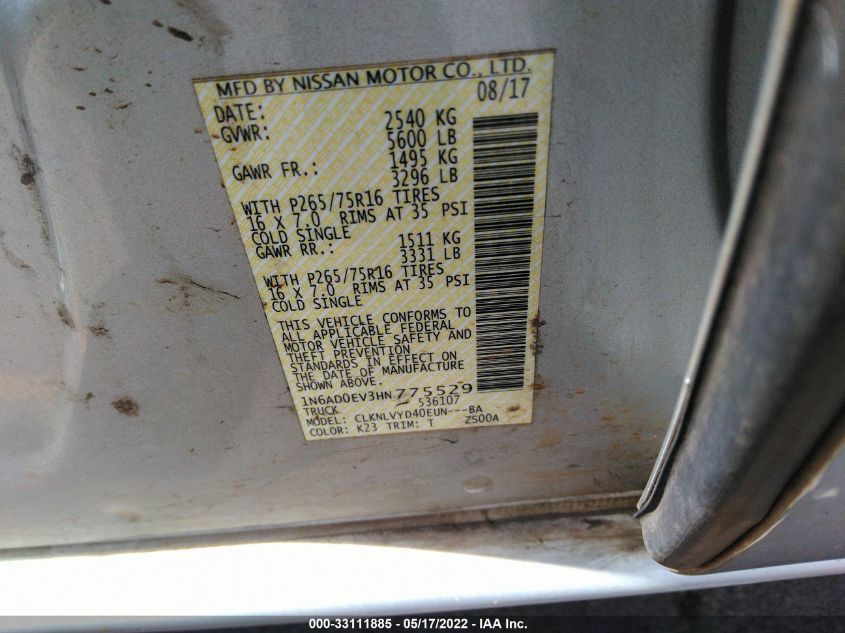 MFD BY NISSAN MOTOR CO., LTD.
DATE: 08/17
GVWR: 2540 KG
5600 LB
GAWR FR.: 1495 KG
3296 LB
WITH P265/75R16 TIRES
16 X 7.0 RIMS AT 35 PSI
COLD SINGLE
GAWR RR.: 1511 KG
3331 LB
WITH P265/75R16 TIRES
16 X 7.0 RIMS AT 35 PSI
COLD SINGLE
THIS VEHICLE CONFORMS TO
ALL APPLICABLE FEDERAL
MOTOR VEHICLE SAFETY AND
THEFT PREVENTION
STANDARDS IN EFFECT ON
THE DATE OF MANUFACTURE
SHOWN ABOVE.
1N6AD0EV3HN775529
TRUCK 536107
MODEL: CLKNLVYD40EUN---BA
COLOR: K23 TRIM: T ZS00A
000-33111885 - 05/17/2022 - IAA Inc.